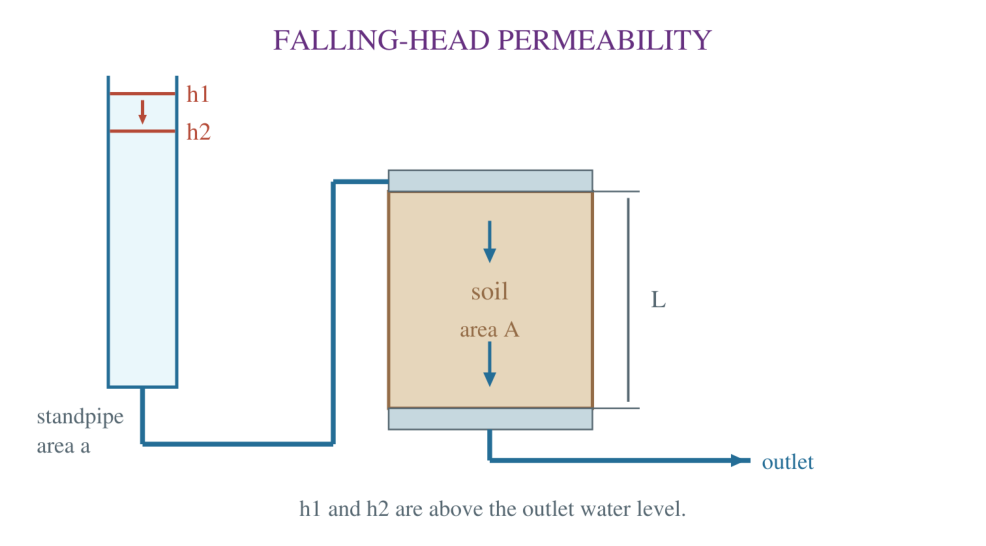 FALLING-HEAD PERMEABILITY
h1
h2
soil
area A
L
standpipe
area a
outlet
h1 and h2 are above the outlet water level.